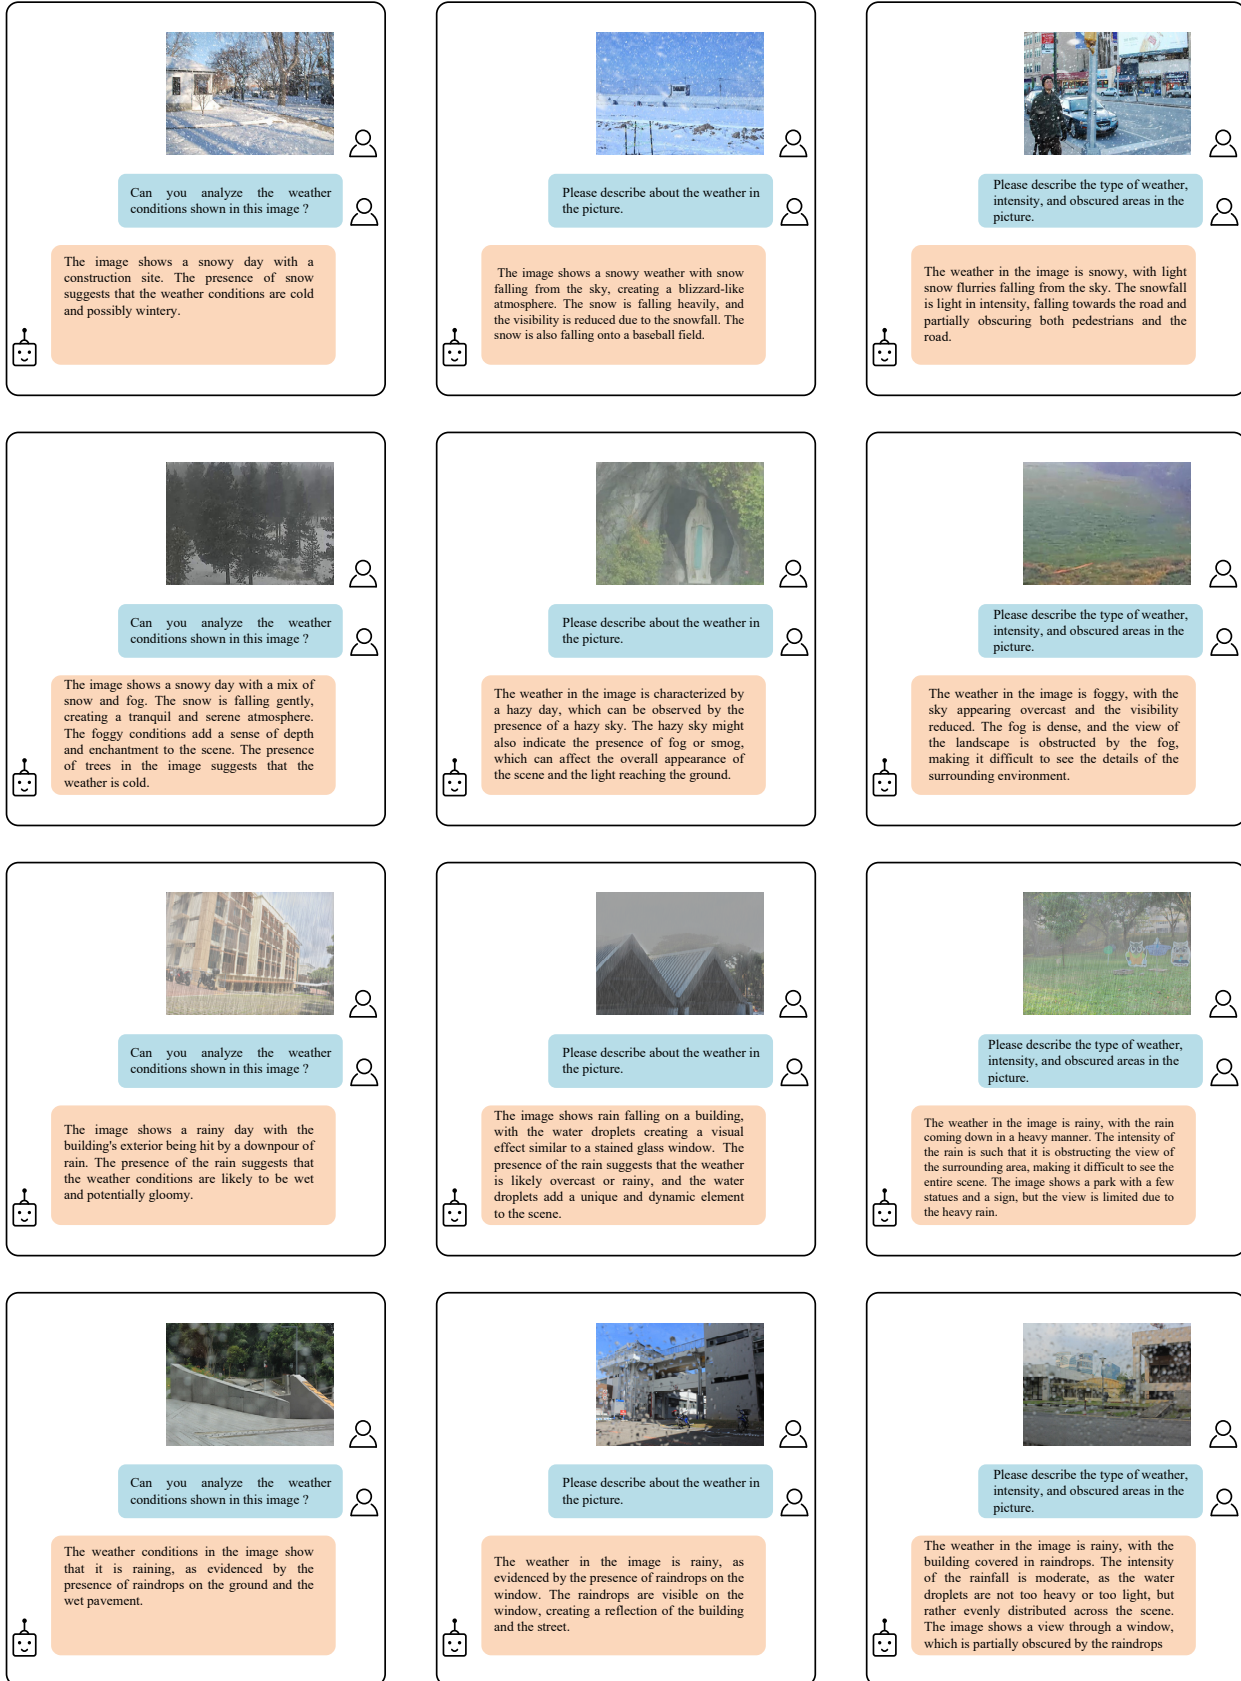 Can you analyze the weather
conditions shown in this image ?
The image shows a snowy day with a
construction site. The presence of snow
suggests that the weather conditions are cold
and possibly wintery.
Please describe about the weather in
the picture.
The image shows a snowy weather with snow
falling from the sky, creating a blizzard-like
atmosphere. The snow is falling heavily, and
the visibility is reduced due to the snowfall. The
snow is also falling onto a baseball field.
Please describe the type of weather,
intensity, and obscured areas in the
picture.
The weather in the image is snowy, with light
snow flurries falling from the sky. The snowfall
is light in intensity, falling towards the road and
partially obscuring both pedestrians and the
road.
Can you analyze the weather
conditions shown in this image ?
The image shows a snowy day with a mix of
snow and fog. The snow is falling gently,
creating a tranquil and serene atmosphere.
The foggy conditions add a sense of depth
and enchantment to the scene. The presence
of trees in the image suggests that the
weather is cold.
Please describe about the weather in
the picture.
The weather in the image is characterized by
a hazy day, which can be observed by the
presence of a hazy sky. The hazy sky might
also indicate the presence of fog or smog,
which can affect the overall appearance of
the scene and the light reaching the ground.
Please describe the type of weather,
intensity, and obscured areas in the
picture.
The weather in the image is foggy, with the
sky appearing overcast and the visibility
reduced. The fog is dense, and the view of
the landscape is obstructed by the fog,
making it difficult to see the details of the
surrounding environment.
Can you analyze the weather
conditions shown in this image ?
The image shows a rainy day with the
building's exterior being hit by a downpour of
rain. The presence of the rain suggests that
the weather conditions are likely to be wet
and potentially gloomy.
Please describe about the weather in
the picture.
The image shows rain falling on a building,
with the water droplets creating a visual
effect similar to a stained glass window. The
presence of the rain suggests that the weather
is likely overcast or rainy, and the water
droplets add a unique and dynamic element
to the scene.
Please describe the type of weather,
intensity, and obscured areas in the
picture.
The weather in the image is rainy, with the rain
coming down in a heavy manner. The intensity of
the rain is such that it is obstructing the view of
the surrounding area, making it difficult to see the
entire scene. The image shows a park with a few
statues and a sign, but the view is limited due to
the heavy rain.
Can you analyze the weather
conditions shown in this image ?
The weather conditions in the image show
that it is raining, as evidenced by the
presence of raindrops on the ground and the
wet pavement.
Please describe about the weather in
the picture.
The weather in the image is rainy, as
evidenced by the presence of raindrops on the
window. The raindrops are visible on the
window, creating a reflection of the building
and the street.
Please describe the type of weather,
intensity, and obscured areas in the
picture.
The weather in the image is rainy, with the
building covered in raindrops. The intensity
of the rainfall is moderate, as the water
droplets are not too heavy or too light, but
rather evenly distributed across the scene.
The image shows a view through a window,
which is partially obscured by the raindrops